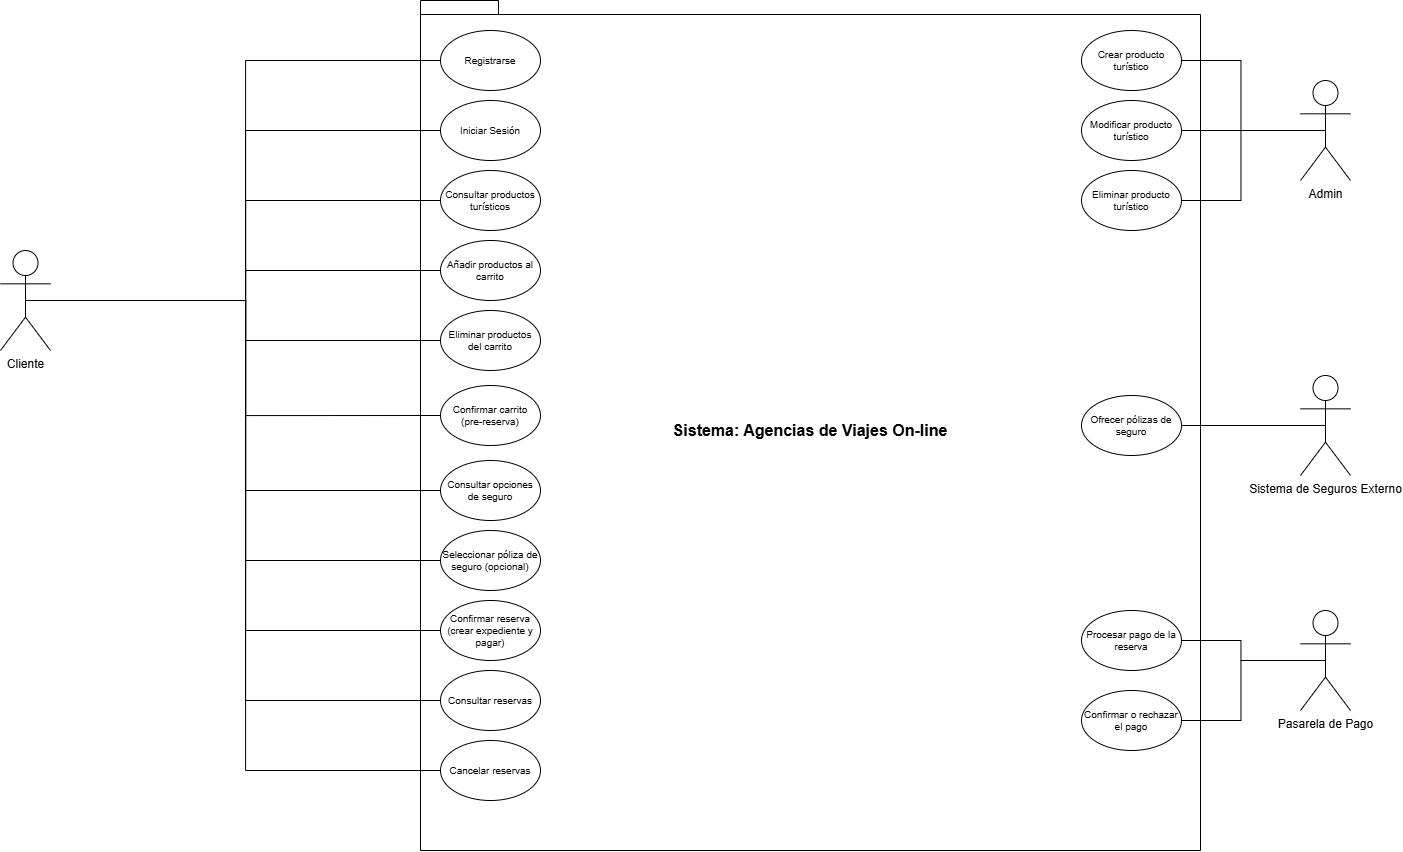 Registrarse
Iniciar Sesión
Consultar productos
turísticos
Añadir productos al
carrito
Eliminar productos
del carrito
Confirmar carrito
(pre-reserva)
Consultar opciones
de seguro
Seleccionar póliza de
seguro (opcional)
Confirmar reserva
(crear expediente y
pagar)
Consultar reservas
Cancelar reservas
Cliente
Sistema: Agencias de Viajes On-line
Crear producto
turístico
Modificar producto
turístico
Eliminar producto
turístico
Admin
Ofrecer pólizas de
seguro
Sistema de Seguros Externo
Procesar pago de la
reserva
Confirmar o rechazar
el pago
Pasarela de Pago